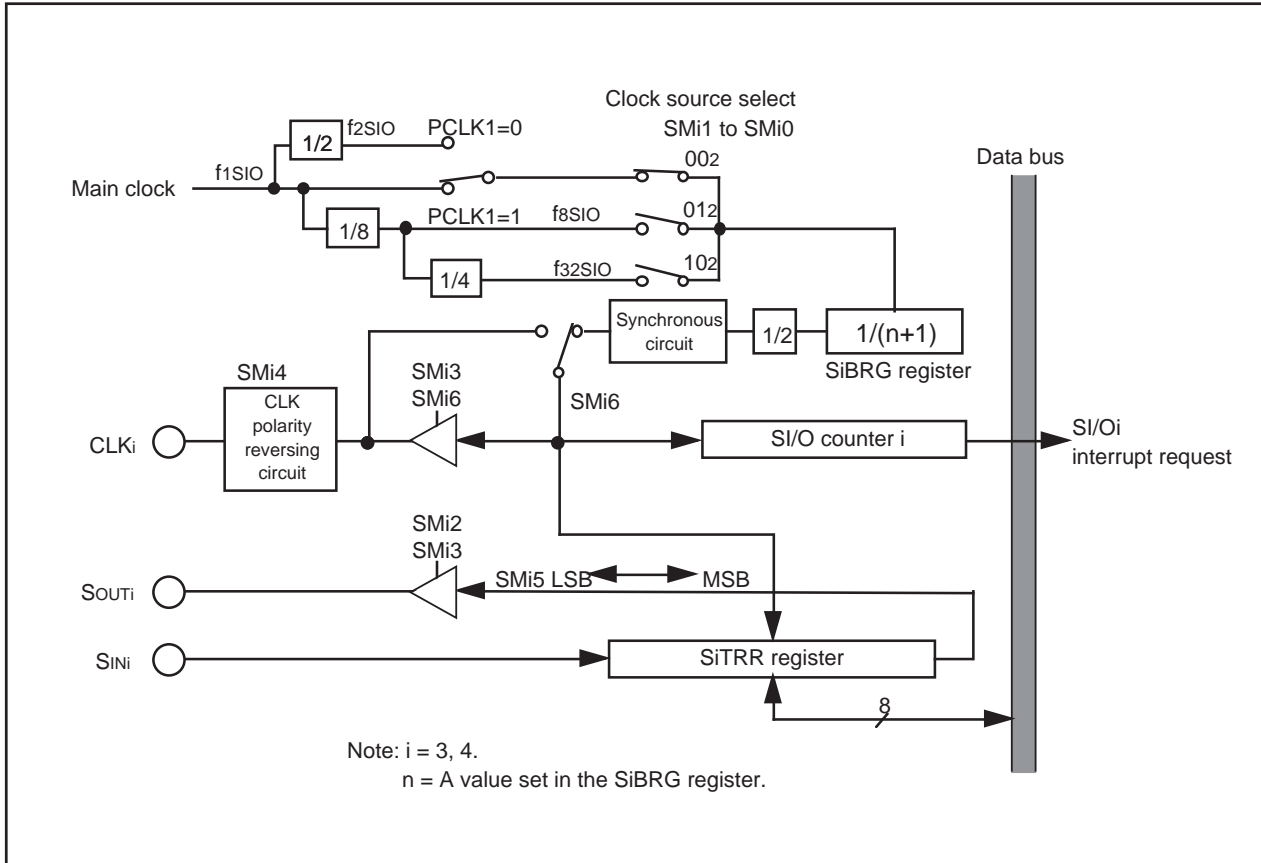 Clock source select
SMi1 to SMi0
1/2
f2SIO
PCLK1=0
Data bus
Main clock
f1SIO
002
1/8
PCLK1=1
f8SIO
012
1/4
f32SIO
102
Synchronous
circuit
1/2
1/(n+1)
SiBRG register
SMi4
CLK
polarity
reversing
circuit
SMi3
SMi6
SMi6
CLKi
SI/O counter i
SI/Oi
interrupt request
SMi2
SMi3
SMi5 LSB
MSB
SOUTi
SINi
SiTRR register
8
Note: i = 3, 4.
n = A value set in the SiBRG register.